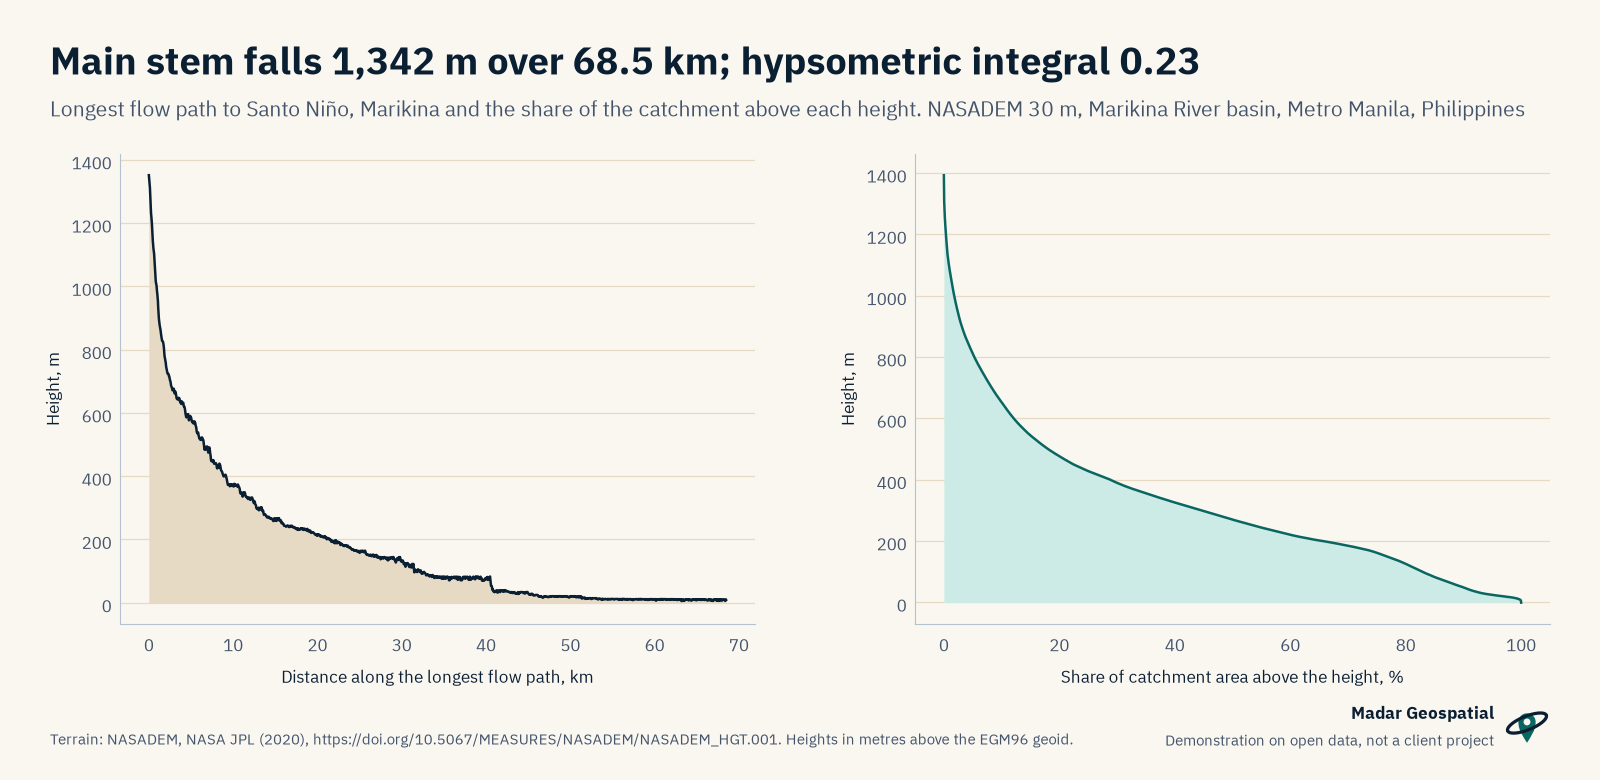 Main stem falls 1,342 m over 68.5 km; hypsometric integral 0.23
Longest flow path to Santo Niño, Marikina and the share of the catchment above each height. NASADEM 30 m, Marikina River basin, Metro Manila, Philippines
Height, m
1400
1200
1000
800
600
400
200
0
0 10 20 30 40 50 60 70
Distance along the longest flow path, km
Height, m
1400
1200
1000
800
600
400
200
0
0 20 40 60 80 100
Share of catchment area above the height, %
Madar Geospatial
Terrain: NASADEM, NASA JPL (2020), https://doi.org/10.5067/MEASURES/NASADEM/NASADEM_HGT.001. Heights in metres above the EGM96 geoid.
Demonstration on open data, not a client project